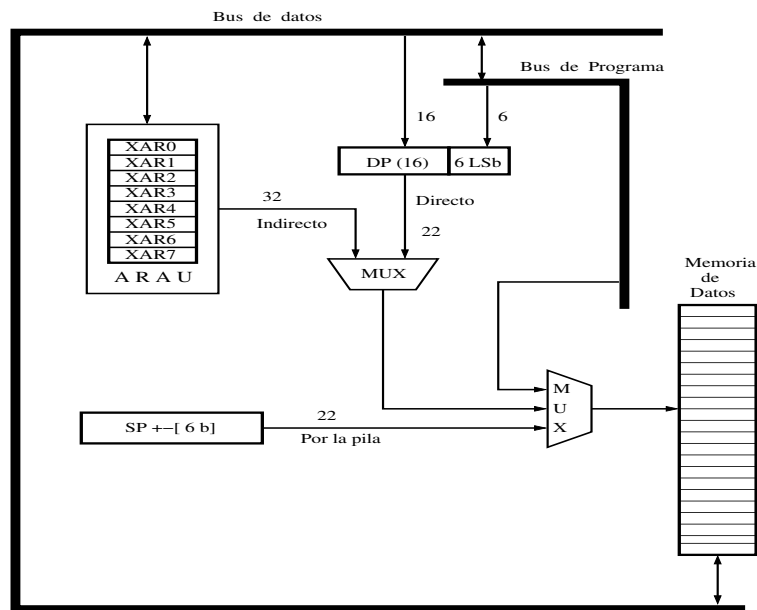 Bus de datos
Bus de Programa
16
6
XAR0
XAR1
XAR2
XAR3
XAR4
XAR5
XAR6
XAR7
A R A U
DP (16)
6 LSb
32
Indirecto
Directo
22
MUX
Memoria
de
Datos
M
U
X
SP +−[ 6 b]
22
Por la pila